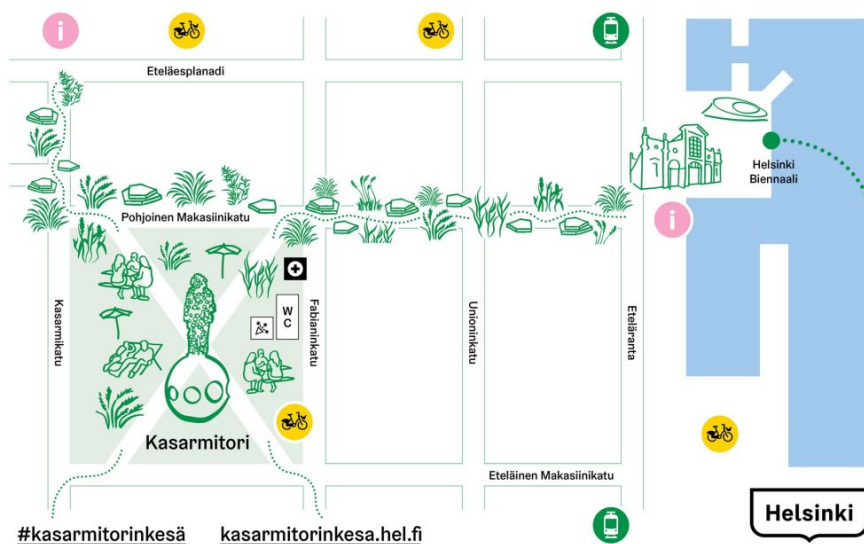 i
Eteläesplanadi
Helsinki
Biennaali
i
Pohjoinen Makasiinikatu
Kasarmikatu
W
C
Fabianinkatu
Unioninkatu
Eteläranta
Kasarmitori
Eteläinen Makasiinikatu
#kasarmitorinkesä
kasarmitorinkesa.hel.fi
Helsinki